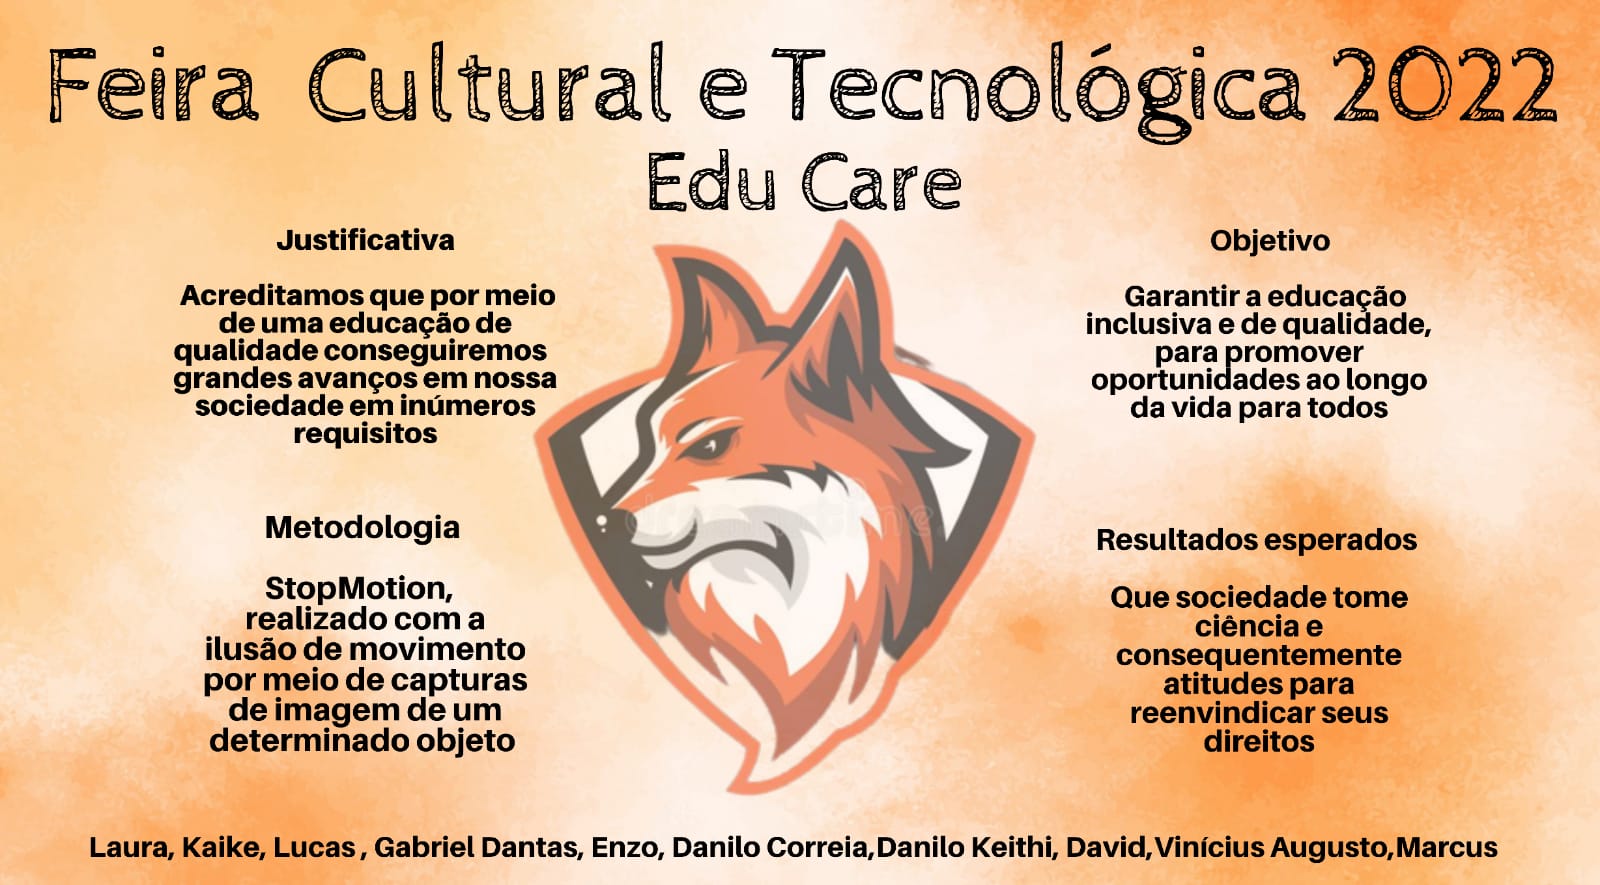 Feira Cultural e Tecnológica 2022
Edu Care
Justificativa
Acreditamos que por meio
de uma educação de
qualidade conseguiremos
grandes avanços em nossa
sociedade em inúmeros
requisitos
Objetivo
Garantir a educação
inclusiva e de qualidade,
para promover
oportunidades ao longo
da vida para todos
Metodologia
StopMotion,
realizado com a
ilusão de movimento
por meio de capturas
de imagem de um
determinado objeto
Resultados esperados
Que sociedade tome
ciência e
consequentemente
atitudes para
reenvindicar seus
direitos
Laura, Kaike, Lucas , Gabriel Dantas, Enzo, Danilo Correia,Danilo Keithi, David,Vinícius Augusto,Marcus